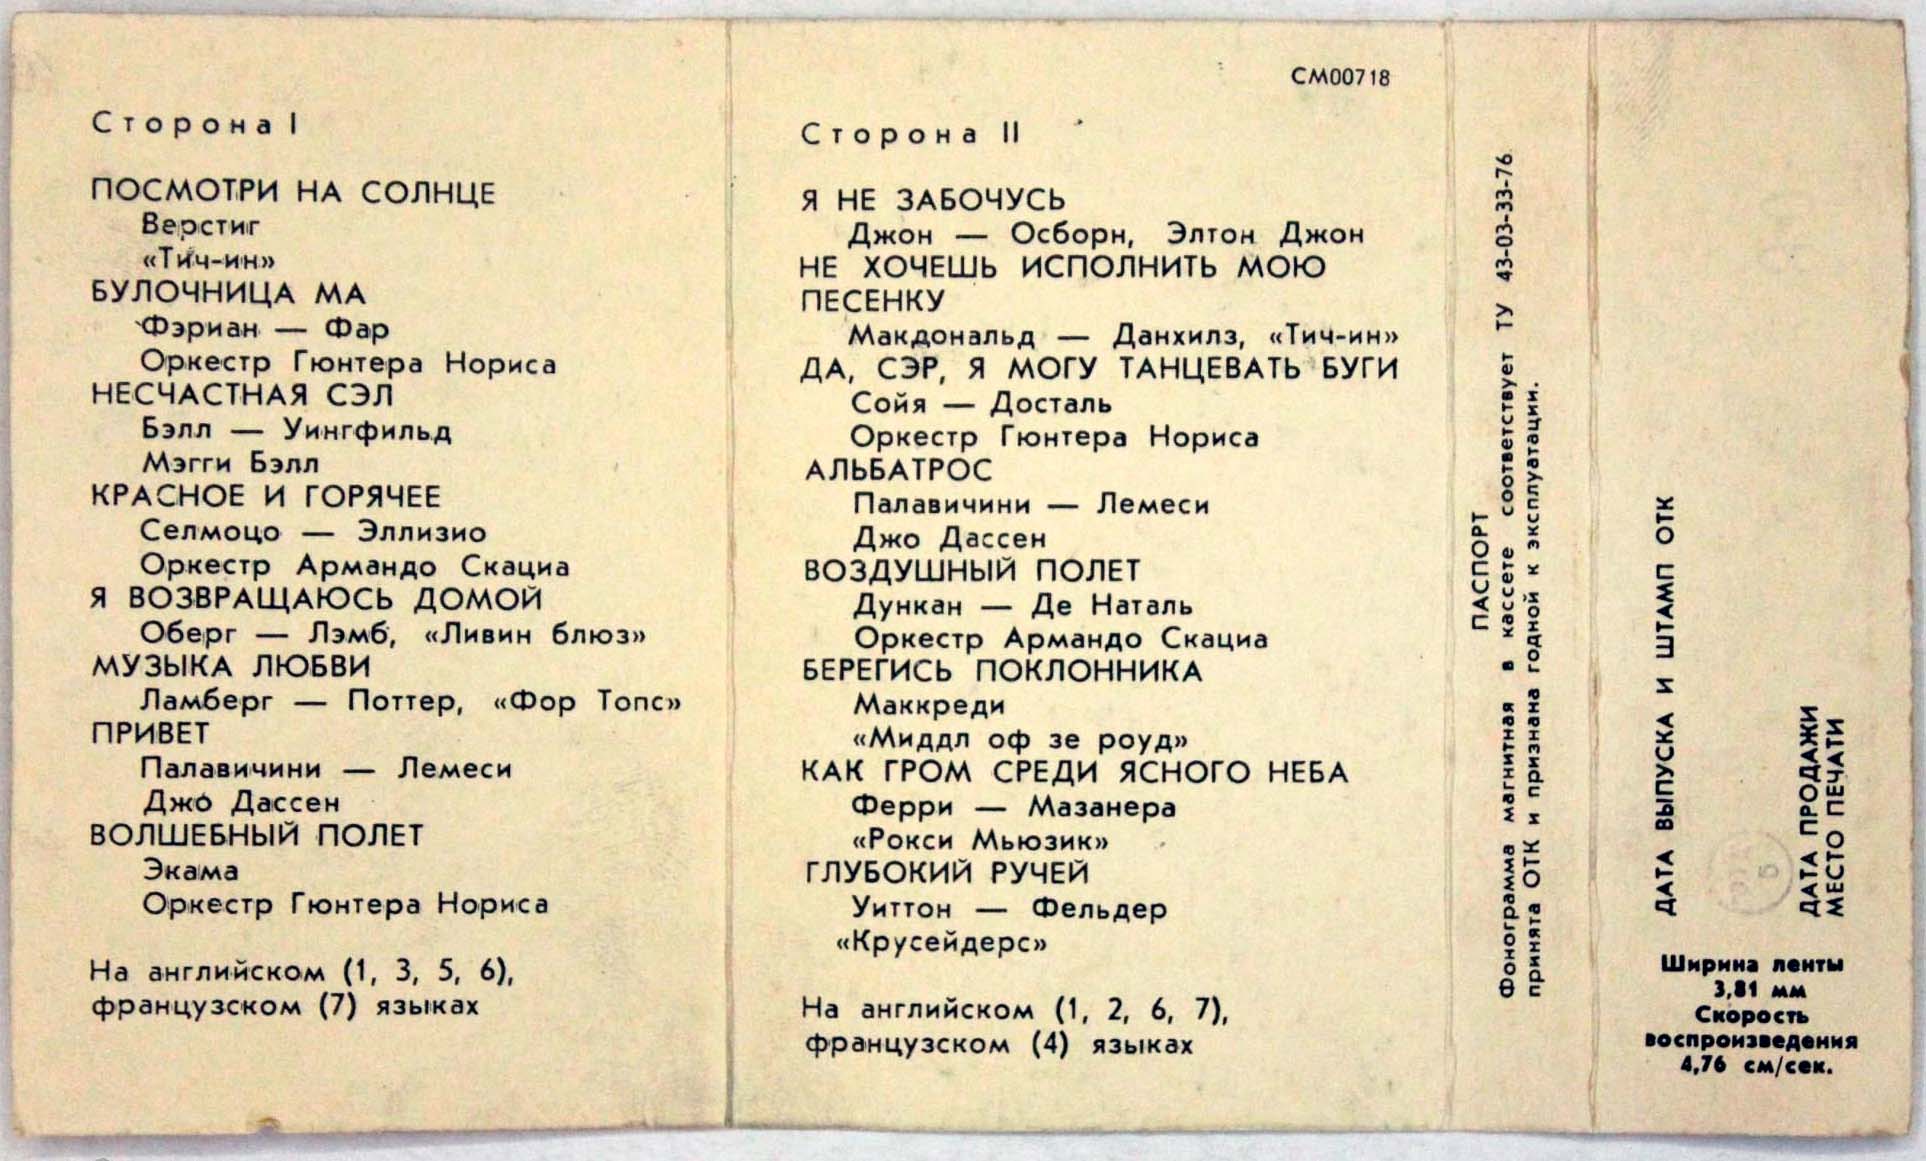 Сторона I
ПОСМОТРИ НА СОЛНЦЕ
Верстиг
«Тич-ин»
БУЛОЧНИЦА МА
Фэриан — Фар
Оркестр Гюнтера Нориса
НЕСЧАСТНАЯ СЭЛ
Бэлл — Уингфильд
Мэгги Бэлл
КРАСНОЕ И ГОРЯЧЕЕ
Селмоцо — Эллизио
Оркестр Армандо Скациа
Я ВОЗВРАЩАЮСЬ ДОМОЙ
Оберг — Лэмб, «Ливин блюз»
МУЗЫКА ЛЮБВИ
Ламберг — Поттер, «Фор Топс»
ПРИВЕТ
Палавичини — Лемеси
Джо Дассен
ВОЛШЕБНЫЙ ПОЛЕТ
Экама
Оркестр Гюнтера Нориса
На английском (1, 3, 5, 6),
французском (7) языках
СМ00718
Сторона II
Я НЕ ЗАБОЧУСЬ
Джон — Осборн, Элтон Джон
НЕ ХОЧЕШЬ ИСПОЛНИТЬ МОЮ
ПЕСЕНКУ
Макдональд — Данхилз, «Тич-ин»
ДА, СЭР, Я МОГУ ТАНЦЕВАТЬ БУГИ
Сойя — Досталь
Оркестр Гюнтера Нориса
АЛЬБАТРОС
Палавичини — Лемеси
Джо Дассен
ВОЗДУШНЫЙ ПОЛЕТ
Дункан — Де Наталь
Оркестр Армандо Скациа
БЕРЕГИСЬ ПОКЛОННИКА
Маккреди
«Миддл оф зе роуд»
КАК ГРОМ СРЕДИ ЯСНОГО НЕБА
Ферри — Мазанера
«Рокси Мьюзик»
ГЛУБОКИЙ РУЧЕЙ
Уиттон — Фельдер
«Крусейдерс»
На английском (1, 2, 6, 7),
французском (4) языках
ПАСПОРТ
Фонограмма магнитная в кассете соответствует ТУ 43-03-33-76
принята ОТК и признана годной к эксплуатации.
ДАТА ВЫПУСКА И ШТАМП ОТК
ДАТА ПРОДАЖИ
МЕСТО ПЕЧАТИ
Ширина ленты
3,81 мм
Скорость
воспроизведения
4,76 см/сек.